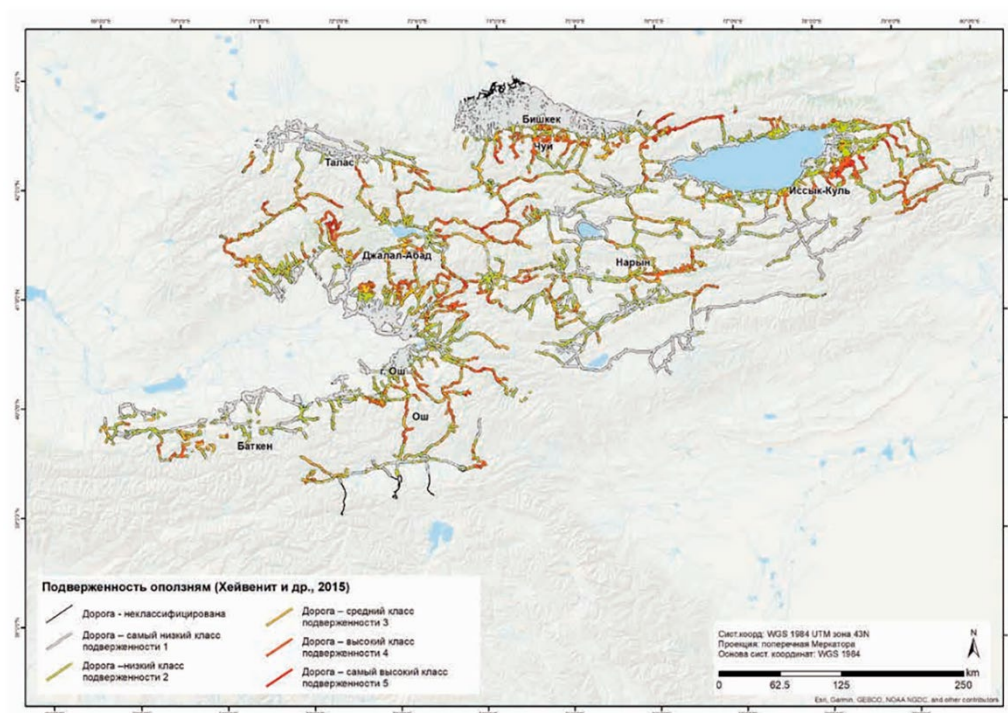 Бишкек
Чуй
Талас
Иссык-Куль
Джалал-Абад
Нарын
г. Ош
Ош
Баткен
Подверженность оползням (Хейвенит и др., 2015)
Дорога - неклассифицирована
Дорога – самый низкий класс
подверженности 1
Дорога –низкий класс
подверженности 2
Дорога – средний класс
подверженности 3
Дорога – высокий класс
подверженности 4
Дорога – самый высокий класс
подверженности 5
Сист.коорд: WGS 1984 UTM зона 43N
Проекция: поперечная Меркатора
Основа сист. координат: WGS 1984
N
km
0 62.5 125 250
Esri, Garmin, GEBCO, NOAA NGDC, and other contributors